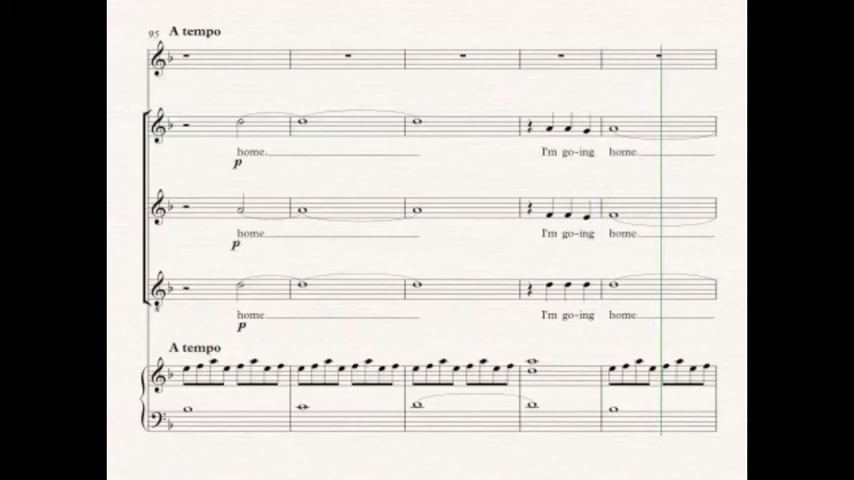 95 A tempo
home.
p
I'm go-ing home.
home
p
I'm go-ing home
home
p
I'm go-ing home
A tempo